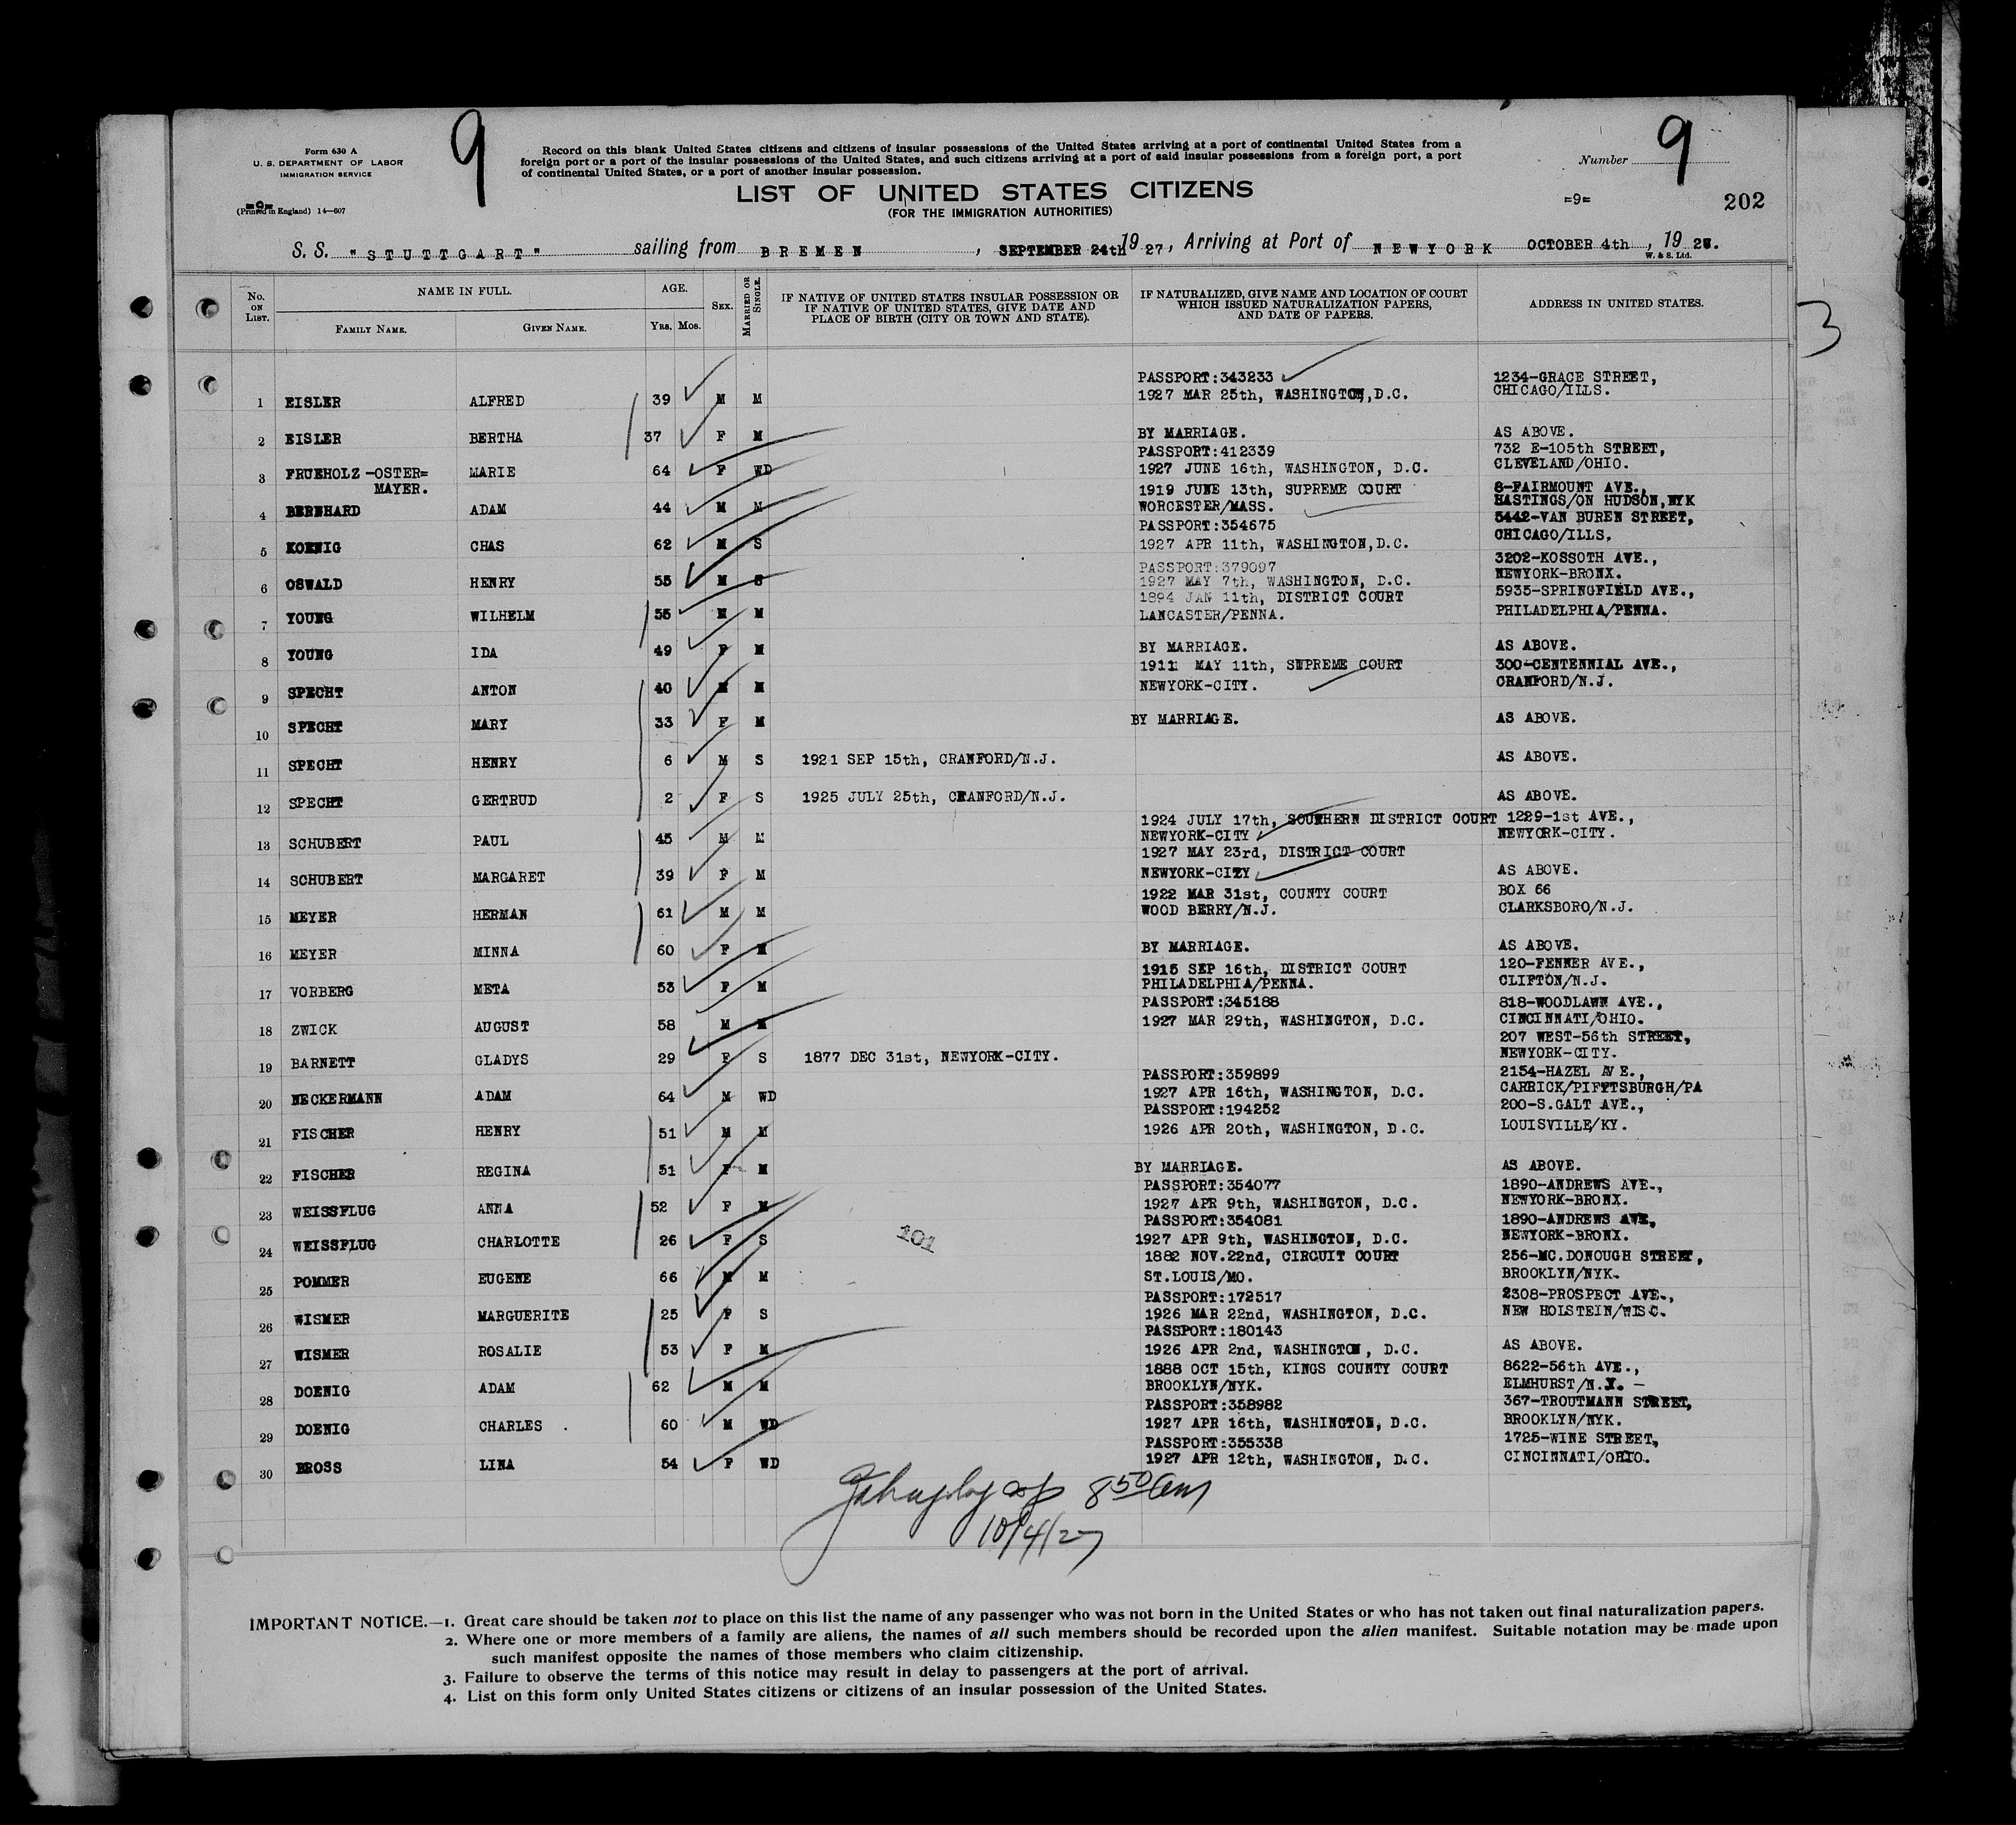 9
9
Form 630 A
U. S. DEPARTMENT OF LABOR
IMMIGRATION SERVICE
=9=
(Printed in England) 14—607
Record on this blank United States citizens and citizens of insular possessions of the United States arriving at a port of continental United States from a
foreign port or a port of the insular possessions of the United States, and such citizens arriving at a port of said insular possessions from a foreign port, a port
of continental United States, or a port of another insular possession.
Number
LIST OF UNITED STATES CITIZENS
(FOR THE IMMIGRATION AUTHORITIES)
=9=
202
S. S. "STUTTGART" sailing from BREMEN, SEPTEMBER 24th 19 27, Arriving at Port of NEWYORK OCTOBER 4th, 19 27.
W. & S. Ltd.
3
No. ON LIST. NAME IN FULL. AGE. SEX. MARRIED OR SINGLE. IF NATIVE OF UNITED STATES INSULAR POSSESSION OR IF NATIVE OF UNITED STATES, GIVE DATE AND PLACE OF BIRTH (CITY OR TOWN AND STATE). IF NATURALIZED, GIVE NAME AND LOCATION OF COURT WHICH ISSUED NATURALIZATION PAPERS, AND DATE OF PAPERS. ADDRESS IN UNITED STATES.
FAMILY NAME. GIVEN NAME. YRS. MOS.
PASSPORT:343233 1234-GRACE STREET,
1 EISLER ALFRED 39 M M 1927 MAR 25th, WASHINGTON,D.C. CHICAGO/ILLS.
2 EISLER BERTHA 37 F M BY MARRIAGE. AS ABOVE.
PASSPORT:412339 732 E-105th STREET,
3 FRUEHOLZ-OSTER= MARIE 64 F WD 1927 JUNE 16th, WASHINGTON, D.C. CLEVELAND/OHIO.
MAYER.
1919 JUNE 13th, SUPREME COURT 8-FAIRMOUNT AVE.,
4 BERNHARD ADAM 44 M M WORCESTER/MASS. HASTINGS/ON HUDSON,NYK
PASSPORT:354675 5442-VAN BUREN STREET,
5 KOENIG CHAS 62 M S 1927 APR 11th, WASHINGTON,D.C. CHICAGO/ILLS.
PASSPORT:379097 3202-KOSSOTH AVE.,
6 OSWALD HENRY 55 M S 1927 MAY 7th, WASHINGTON, D.C. NEWYORK-BRONX.
1894 JAN 11th, DISTRICT COURT 5935-SPRINGFIELD AVE.,
7 YOUNG WILHELM 55 M M LANCASTER/PENNA. PHILADELPHIA/PENNA.
8 YOUNG IDA 49 F M BY MARRIAGE. AS ABOVE.
1911 MAY 11th, SUPREME COURT 300-CENTENNIAL AVE.,
9 SPECHT ANTON 40 M M NEWYORK-CITY. CRANFORD/N.J.
10 SPECHT MARY 33 F M BY MARRIAGE. AS ABOVE.
11 SPECHT HENRY 6 M S 1921 SEP 15th, CRANFORD/N.J. AS ABOVE.
12 SPECHT GERTRUD 2 F S 1925 JULY 25th, CRANFORD/N.J. AS ABOVE.
1924 JULY 17th, SOUTHERN DISTRICT COURT 1229-1st AVE.,
13 SCHUBERT PAUL 45 M M NEWYORK-CITY NEWYORK-CITY.
1927 MAY 23rd, DISTRICT COURT
14 SCHUBERT MARGARET 39 F M NEWYORK-CITY AS ABOVE.
1922 MAR 31st, COUNTY COURT BOX 66
15 MEYER HERMAN 61 M M WOOD BERRY/N.J. CLARKSBORO/N.J.
16 MEYER MINNA 60 F M BY MARRIAGE. AS ABOVE.
1915 SEP 16th, DISTRICT COURT 120-FENNER AVE.,
17 VORBERG META 53 F M PHILADELPHIA/PENNA. CLIFTON/N.J.
PASSPORT:345188 818-WOODLAWN AVE.,
18 ZWICK AUGUST 58 M M 1927 MAR 29th, WASHINGTON, D.C. CINCINNATI/OHIO.
207 WEST-56th STREET,
19 BARNETT GLADYS 29 F S 1877 DEC 31st, NEWYORK-CITY. NEWYORK-CITY.
PASSPORT:359899 2154-HAZEL AVE.,
20 NECKERMANN ADAM 64 M WD 1927 APR 16th, WASHINGTON, D.C. CARRICK/PITTSBURGH/PA
PASSPORT:194252 200-S.GALT AVE.,
21 FISCHER HENRY 51 M M 1926 APR 20th, WASHINGTON, D.C. LOUISVILLE/KY.
22 FISCHER REGINA 51 F M BY MARRIAGE. AS ABOVE.
PASSPORT:354077 1890-ANDREWS AVE.,
23 WEISSFLUG ANNA 52 F M 1927 APR 9th, WASHINGTON, D.C. NEWYORK-BRONX.
PASSPORT:354081 1890-ANDREWS AVE,
24 WEISSFLUG CHARLOTTE 26 F S 101 1927 APR 9th, WASHINGTON, D.C. NEWYORK-BRONX.
1882 NOV.22nd, CIRCUIT COURT 256-MC.DONOUGH STREET,
25 POMMER EUGENE 66 M M ST.LOUIS/MO. BROOKLYN/NYK.
PASSPORT:172517 2308-PROSPECT AVE.,
26 WISMER MARGUERITE 25 F S 1926 MAR 22nd, WASHINGTON, D.C. NEW HOLSTEIN/WISC.
PASSPORT:180143
27 WISMER ROSALIE 53 F M 1926 APR 2nd, WASHINGTON, D.C. AS ABOVE.
1888 OCT 15th, KINGS COUNTY COURT 8622-56th AVE.,
28 DOENIG ADAM 62 M M BROOKLYN/NYK. ELMHURST/N.Y. —
PASSPORT:358982 367-TROUTMANN STREET,
29 DOENIG CHARLES . 60 M WD 1927 APR 16th, WASHINGTON, D.C. BROOKLYN/NYK.
PASSPORT:355338 1725-WINE STREET,
30 BROSS LINA 54 F WD 1927 APR 12th, WASHINGTON, D.C. CINCINNATI/OHIO.
8 50 am
10/4/27
IMPORTANT NOTICE.—1. Great care should be taken not to place on this list the name of any passenger who was not born in the United States or who has not taken out final naturalization papers.
2. Where one or more members of a family are aliens, the names of all such members should be recorded upon the alien manifest. Suitable notation may be made upon
such manifest opposite the names of those members who claim citizenship.
3. Failure to observe the terms of this notice may result in delay to passengers at the port of arrival.
4. List on this form only United States citizens or citizens of an insular possession of the United States.